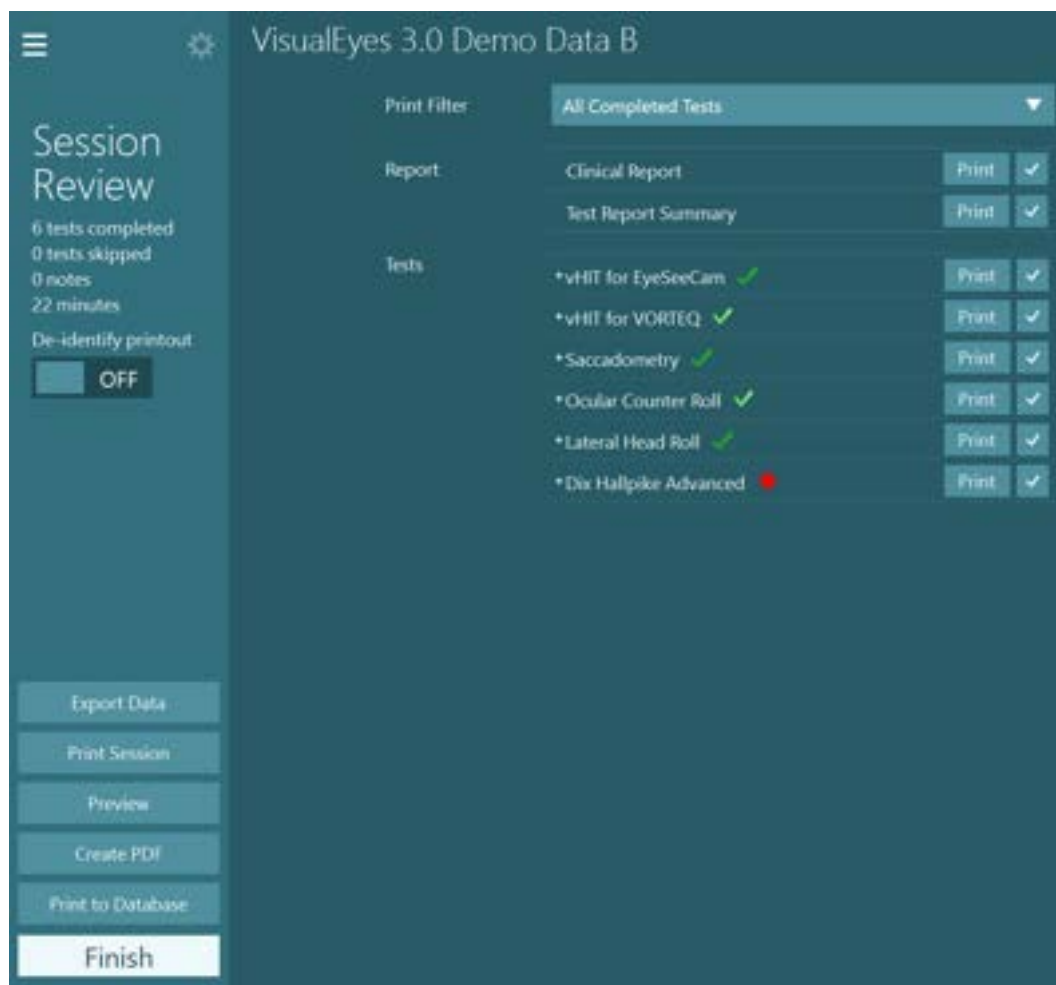 VisualEyes 3.0 Demo Data B
Session
Review
6 tests completed
0 tests skipped
0 notes
22 minutes
De-identify printout
OFF
Export Data
Print Session
Preview
Create PDF
Print to Database
Finish
Print Filter
All Completed Tests
Report
Clinical Report Print
Test Report Summary Print
Tests
*vHIT for EyeSeeCam Print
*vHIT for VORTEQ Print
*Saccadometry Print
*Ocular Counter Roll Print
*Lateral Head Roll Print
*Dix Hallpike Advanced Print